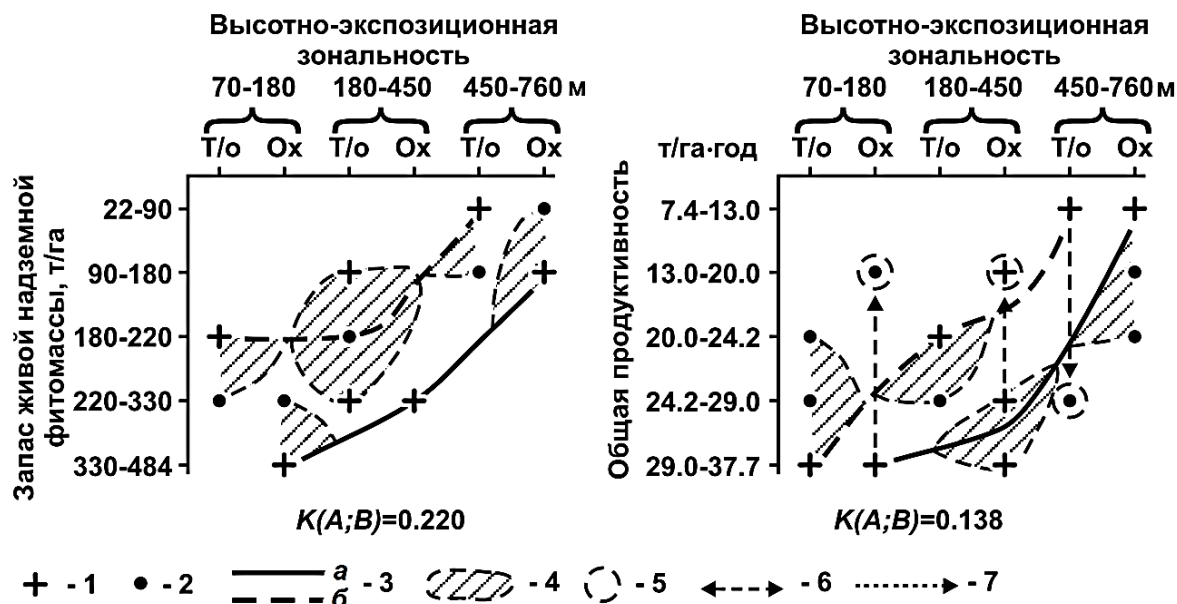 Высотно-экспозиционная
зональность
70-180 180-450 450-760 м
Т/о Ох Т/о Ох Т/о Ох
Запас живой надземной
фитомассы, т/га
22-90
90-180
180-220
220-330
330-484
K(A;B)=0.220
Высотно-экспозиционная
зональность
70-180 180-450 450-760 м
т/га·год Т/о Ох Т/о Ох Т/о Ох
Общая продуктивность
7.4-13.0
13.0-20.0
20.0-24.2
24.2-29.0
29.0-37.7
K(A;B)=0.138
- 1 - 2 а - 3 - 4 - 5 - 6 - 7
б